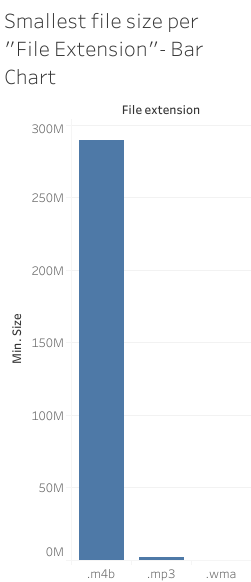 Smallest file size per
"File Extension"- Bar
Chart
File extension
300M
250M
200M
150M
100M
50M
0M
Min. Size
.m4b .mp3 .wma